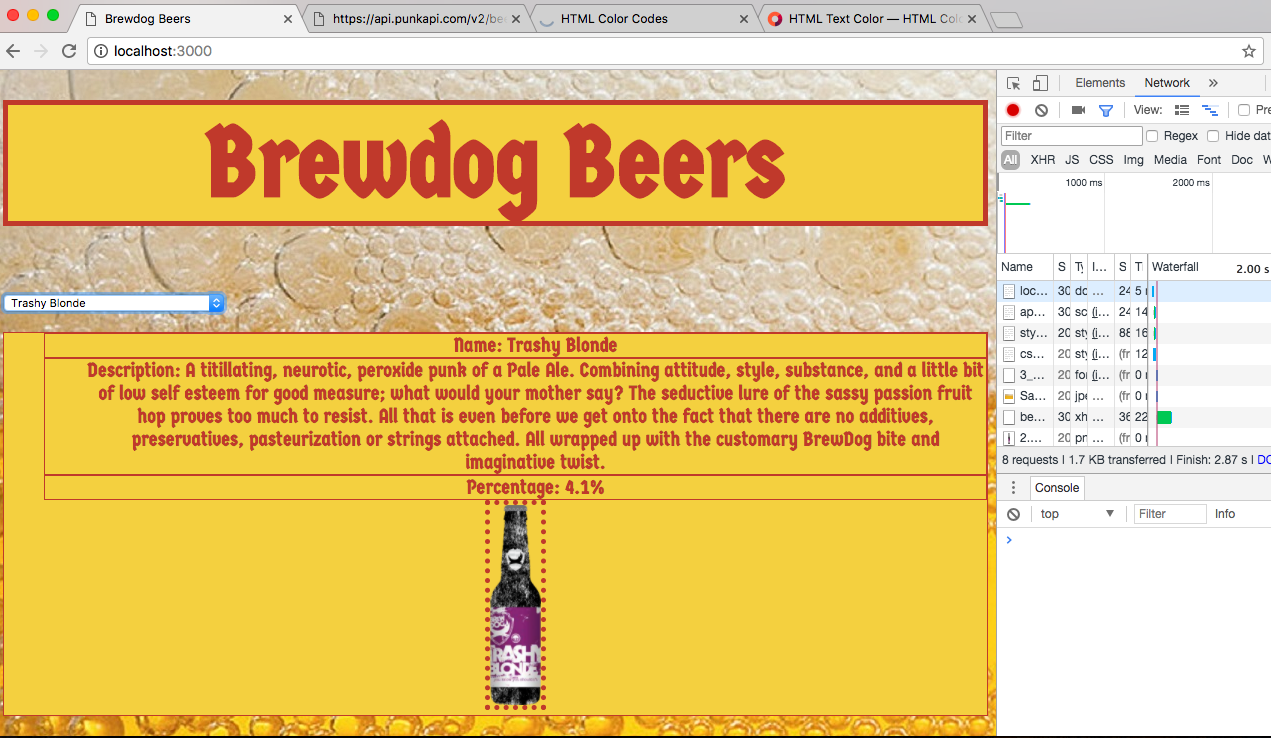 Brewdog Beers
https://api.punkapi.com/v2/be
HTML Color Codes
HTML Text Color — HTML Col
localhost:3000
Elements Network »
View: Pre
Filter Regex Hide dat
All XHR JS CSS Img Media Font Doc W
1000 ms 2000 ms
Name S Ty I... S T Waterfall 2.00 s
loc... 30 do ... 24 5
ap... 30 sc (i... 24 14
sty... 20 sty (i... 88 16
cs... 20 sty (i... (fr 12
3_... 20 for (i... (fr 0
Sa... 20 jpe ... (fr 0
be... 30 xh ... 36 22
2.... 20 pr ... (fr 0
8 requests | 1.7 KB transferred | Finish: 2.87 s | DO
Console
top Filter Info
Brewdog Beers
Trashy Blonde
Name: Trashy Blonde
Description: A titillating, neurotic, peroxide punk of a Pale Ale. Combining attitude, style, substance, and a little bit
of low self esteem for good measure; what would your mother say? The seductive lure of the sassy passion fruit
hop proves too much to resist. All that is even before we get onto the fact that there are no additives,
preservatives, pasteurization or strings attached. All wrapped up with the customary BrewDog bite and
imaginative twist.
Percentage: 4.1%
TRASHY
BLONDE